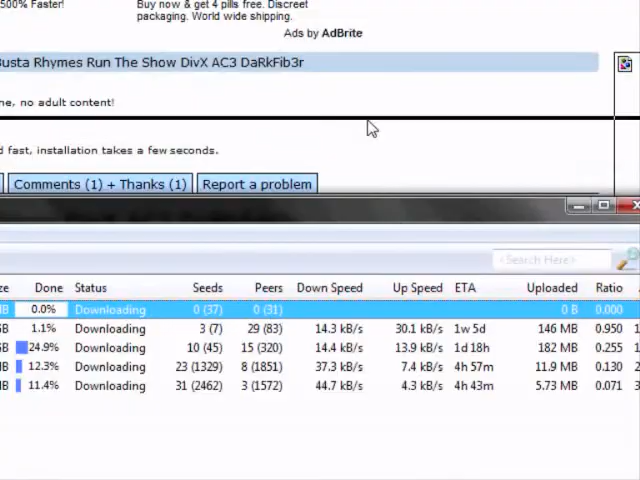 500% Faster!
Buy now & get 4 pills free. Discreet
packaging. World wide shipping.
Ads by AdBrite
Busta Rhymes Run The Show DivX AC3 DaRkFib3r
ne, no adult content!
d fast, installation takes a few seconds.
Comments (1) + Thanks (1) Report a problem
<Search Here>
ze Done Status Seeds Peers Down Speed Up Speed ETA Uploaded Ratio
MB 0.0% Downloading 0 (37) 0 (31) 0 B 0.000
GB 1.1% Downloading 3 (7) 29 (83) 14.3 kB/s 30.1 kB/s 1w 5d 146 MB 0.950
GB 24.9% Downloading 10 (45) 15 (320) 14.4 kB/s 13.9 kB/s 1d 18h 182 MB 0.255
MB 12.3% Downloading 23 (1329) 8 (1851) 37.3 kB/s 7.4 kB/s 4h 57m 11.9 MB 0.130
MB 11.4% Downloading 31 (2462) 3 (1572) 44.7 kB/s 4.3 kB/s 4h 43m 5.73 MB 0.071